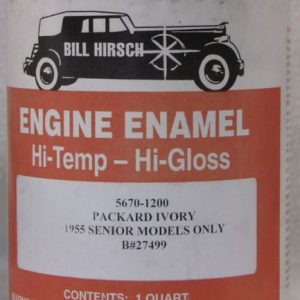 BILL HIRSCH
ENGINE ENAMEL
Hi-Temp – Hi-Gloss
5670-1200
PACKARD IVORY
1955 SENIOR MODELS ONLY
B#27499
CONTENTS: 1 QUART